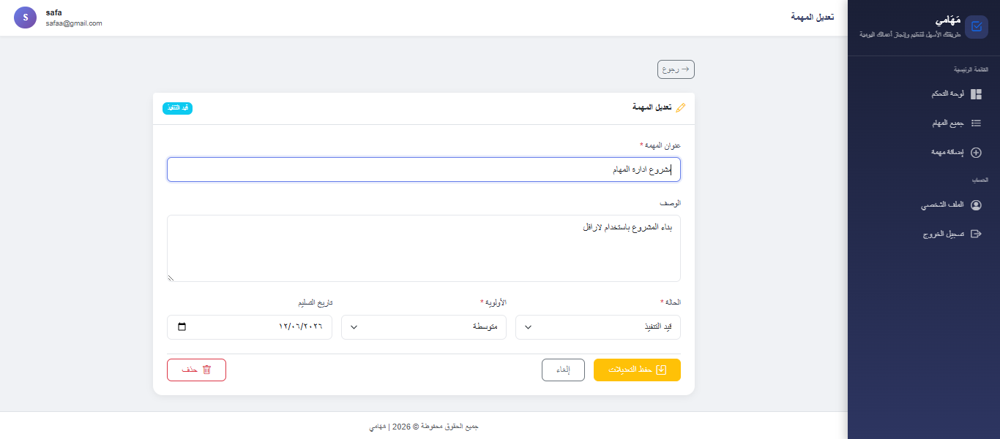 مَهَامي
طريقتك الأسهل لتنظيم وإنجاز أعمالك اليومية
القائمة الرئيسية
لوحة التحكم
جميع المهام
إضافة مهمة
الحساب
الملف الشخصي
تسجيل الخروج
تعديل المهمة
S
safa
safaa@gmail.com
رجوع
تعديل المهمة
قيد التنفيذ
عنوان المهمة *
مشروع ادارة المهام
الوصف
بناء المشروع باستخدام لارافل
الحالة *
الأولوية *
تاريخ التسليم
قيد التنفيذ
متوسطة
١٢/٠٦/٢٠٢٦
حفظ التعديلات
إلغاء
حذف
جميع الحقوق محفوظة © 2026 | مَهَامي